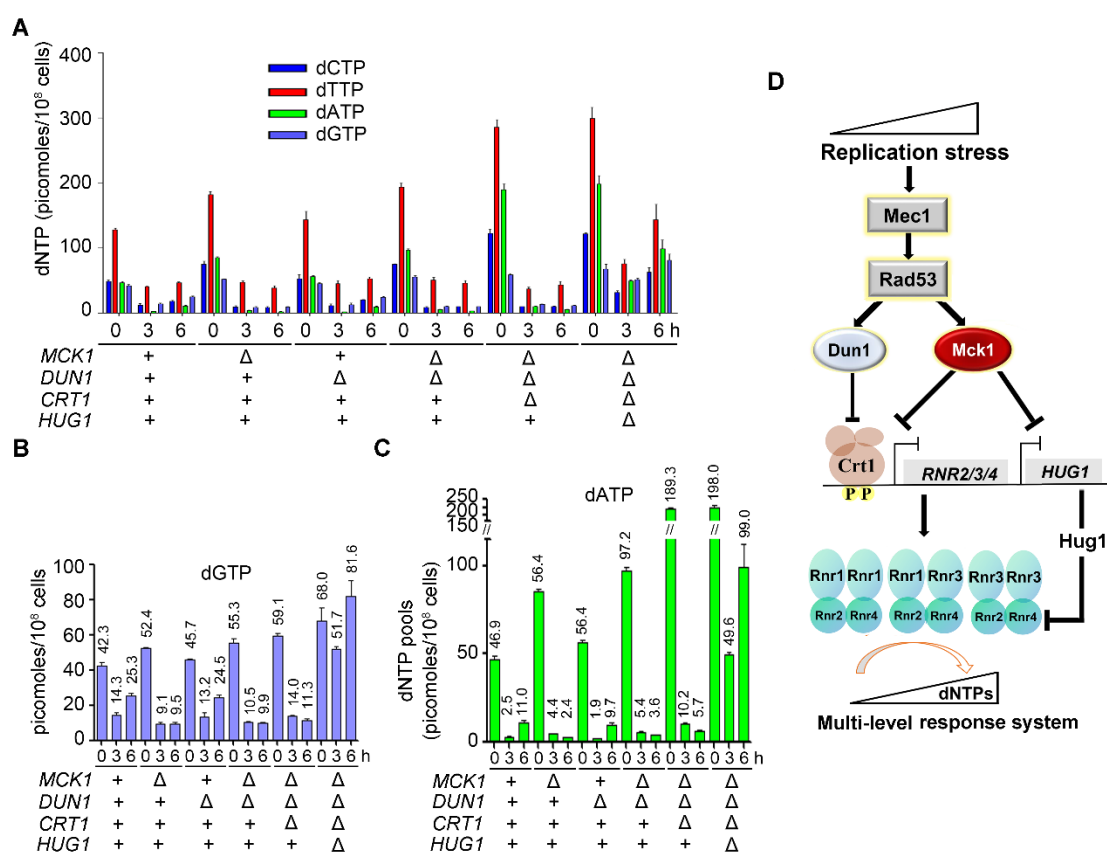 A
dNTP (picomoles/10⁸ cells)
400
300
200
100
0
dCTP
dTTP
dATP
dGTP
0 3 6 0 3 6 0 3 6 0 3 6 0 3 6 0 3 6 h
MCK1 + Δ + Δ Δ Δ
DUN1 + + Δ Δ Δ Δ
CRT1 + + + + Δ Δ
HUG1 + + + + + Δ
B
dGTP
picomoles/10⁸ cells)
100
80
60
40
20
0
42.3 14.3 25.3 52.4 9.1 9.5 45.7 13.2 24.5 55.3 10.5 9.9 59.1 14.0 11.3 68.0 51.7 81.6
0 3 6 0 3 6 0 3 6 0 3 6 0 3 6 0 3 6 h
MCK1 + Δ + Δ Δ Δ
DUN1 + + Δ Δ Δ Δ
CRT1 + + + + Δ Δ
HUG1 + + + + + Δ
C
dATP
dNTP pools
(picomoles/10⁸ cells)
250
200
150
100
50
0
46.9 2.5 11.0 56.4 4.4 2.4 56.4 1.9 9.7 97.2 5.4 3.6 189.3 10.2 5.7 198.0 49.6 99.0
0 3 6 0 3 6 0 3 6 0 3 6 0 3 6 0 3 6 h
MCK1 + Δ + Δ Δ Δ
DUN1 + + Δ Δ Δ Δ
CRT1 + + + + Δ Δ
HUG1 + + + + + Δ
D
Replication stress
Mec1
Rad53
Dun1 Mck1
Crt1
P P
RNR2/3/4 HUG1
Hug1
Rnr1 Rnr1 Rnr1 Rnr3 Rnr3 Rnr3
Rnr2 Rnr4 Rnr2 Rnr4 Rnr2 Rnr4
dNTPs
Multi-level response system